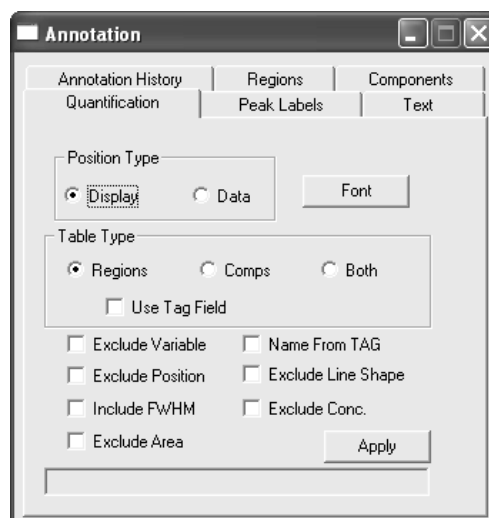 Annotation
Annotation History Regions Components
Quantification Peak Labels Text
Position Type
Display Data Font
Table Type
Regions Comps Both
Use Tag Field
Exclude Variable Name From TAG
Exclude Position Exclude Line Shape
Include FWHM Exclude Conc.
Exclude Area Apply